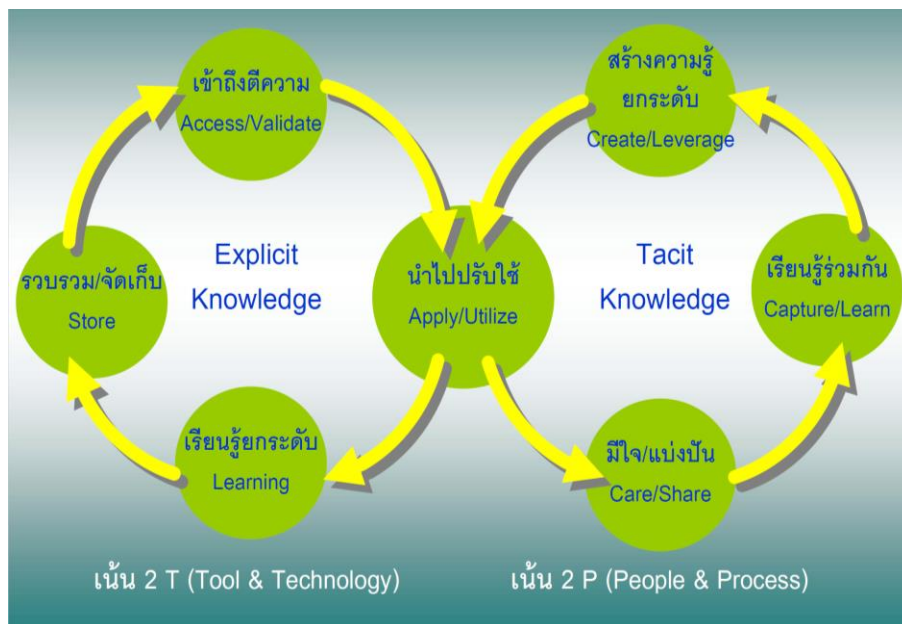 เข้าถึงตีความ
Access/Validate
สร้างความรู้
ยกระดับ
Create/Leverage
รวบรวม/จัดเก็บ
Store
Explicit
Knowledge
นำไปปรับใช้
Apply/Utilize
Tacit
Knowledge
เรียนรู้ร่วมกัน
Capture/Learn
เรียนรู้ยกระดับ
Learning
มีใจ/แบ่งปัน
Care/Share
เน้น 2 T (Tool & Technology)
เน้น 2 P (People & Process)